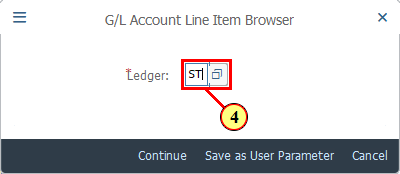 G/L Account Line Item Browser
*Ledger: ST
4
Continue Save as User Parameter Cancel